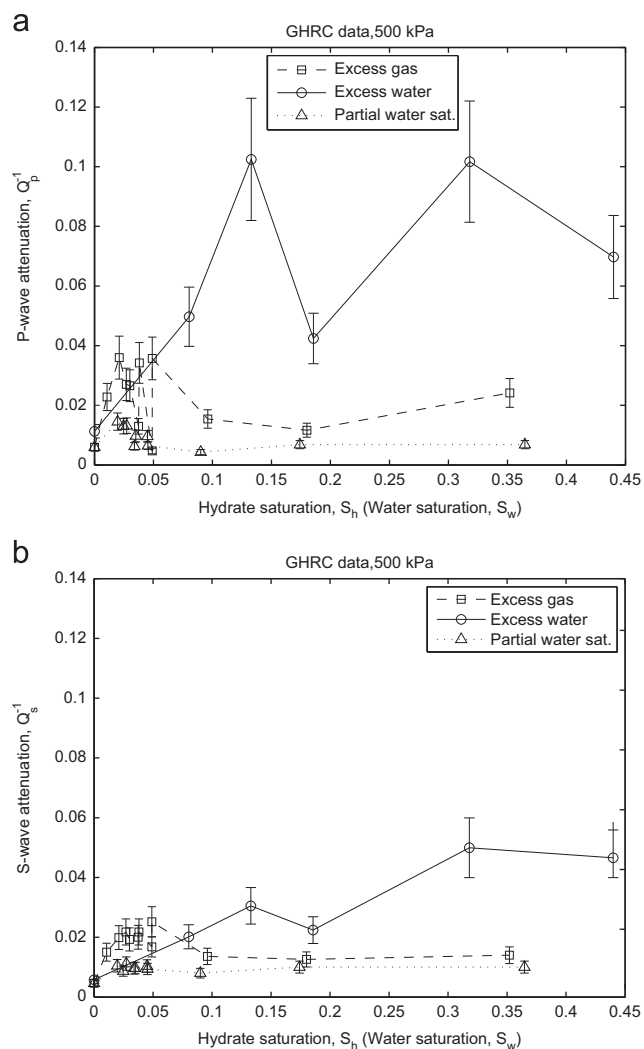 a
GHRC data,500 kPa
0.14
0.12
0.1
0.08
0.06
0.04
0.02
0
P-wave attenuation, Q_p^-1
Excess gas
Excess water
Partial water sat.
0 0.05 0.1 0.15 0.2 0.25 0.3 0.35 0.4 0.45
Hydrate saturation, S_h (Water saturation, S_w)
b
GHRC data,500 kPa
0.14
0.12
0.1
0.08
0.06
0.04
0.02
0
S-wave attenuation, Q_s^-1
Excess gas
Excess water
Partial water sat.
0 0.05 0.1 0.15 0.2 0.25 0.3 0.35 0.4 0.45
Hydrate saturation, S_h (Water saturation, S_w)